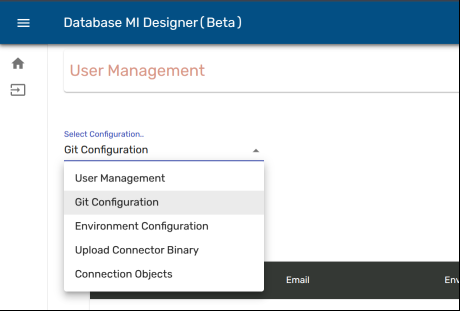 Database MI Designer(Beta)
User Management
Select Configuration..
Git Configuration
User Management
Git Configuration
Environment Configuration
Upload Connector Binary
Connection Objects
Email